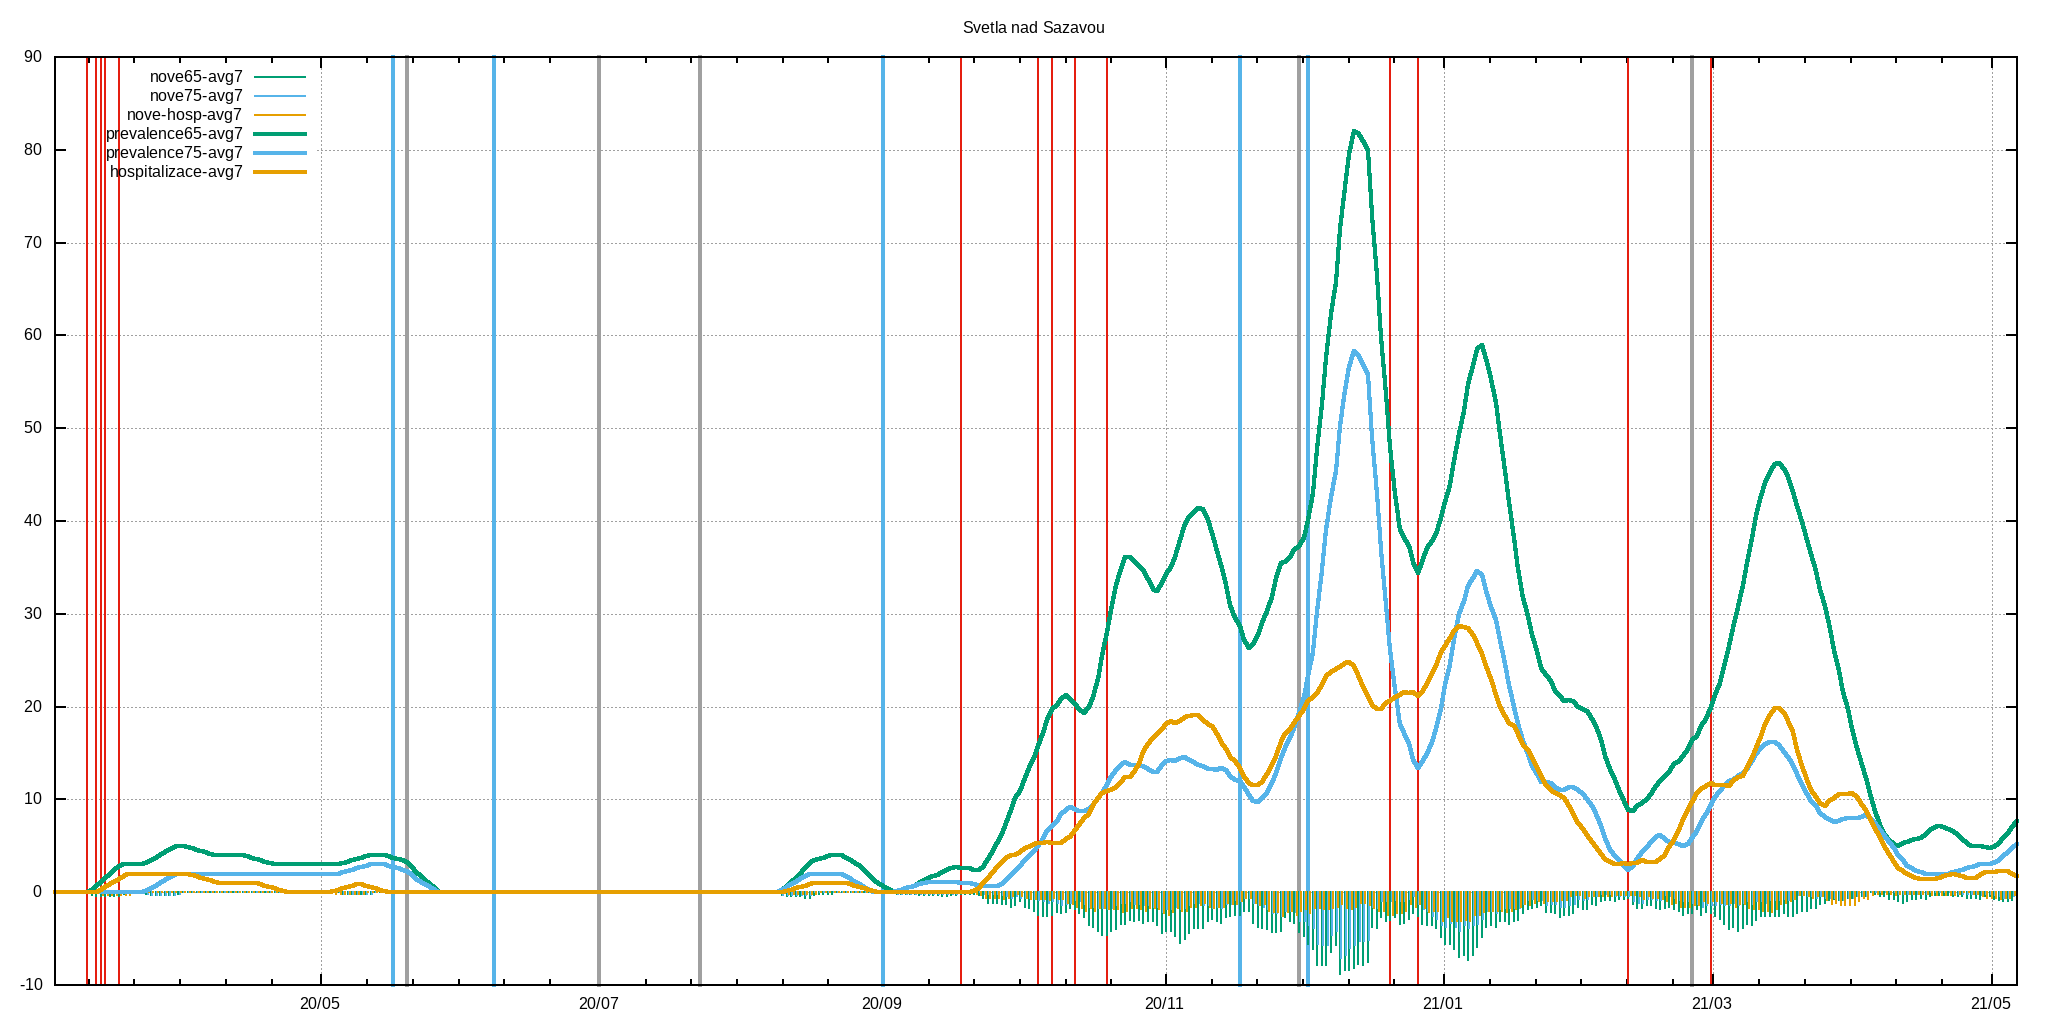 Svetla nad Sazavou
90
80
70
60
50
40
30
20
10
0
-10
nove65-avg7
nove75-avg7
nove-hosp-avg7
prevalence65-avg7
prevalence75-avg7
hospitalizace-avg7
20/05 20/07 20/09 20/11 21/01 21/03 21/05